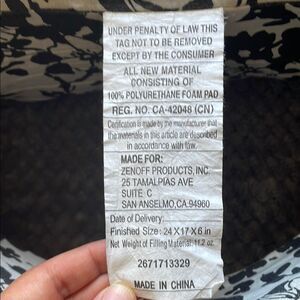 UNDER PENALTY OF LAW THIS
TAG NOT TO BE REMOVED
EXCEPT BY THE CONSUMER
ALL NEW MATERIAL
CONSISTING OF
100% POLYURETHANE FOAM PAD
REG. NO. CA-42048 (CN)
Certification is made by the manufacturer that
the materials in this article are described
in accordance with law.
MADE FOR:
ZENOFF PRODUCTS, INC.
25 TAMALPIAS AVE
SUITE C
SAN ANSELMO, CA 94960
Date of Delivery:
Finished Size: 24 X 17 X 6 in
Net Weight of Filling Material: 11.2 oz.
2671713329
MADE IN CHINA